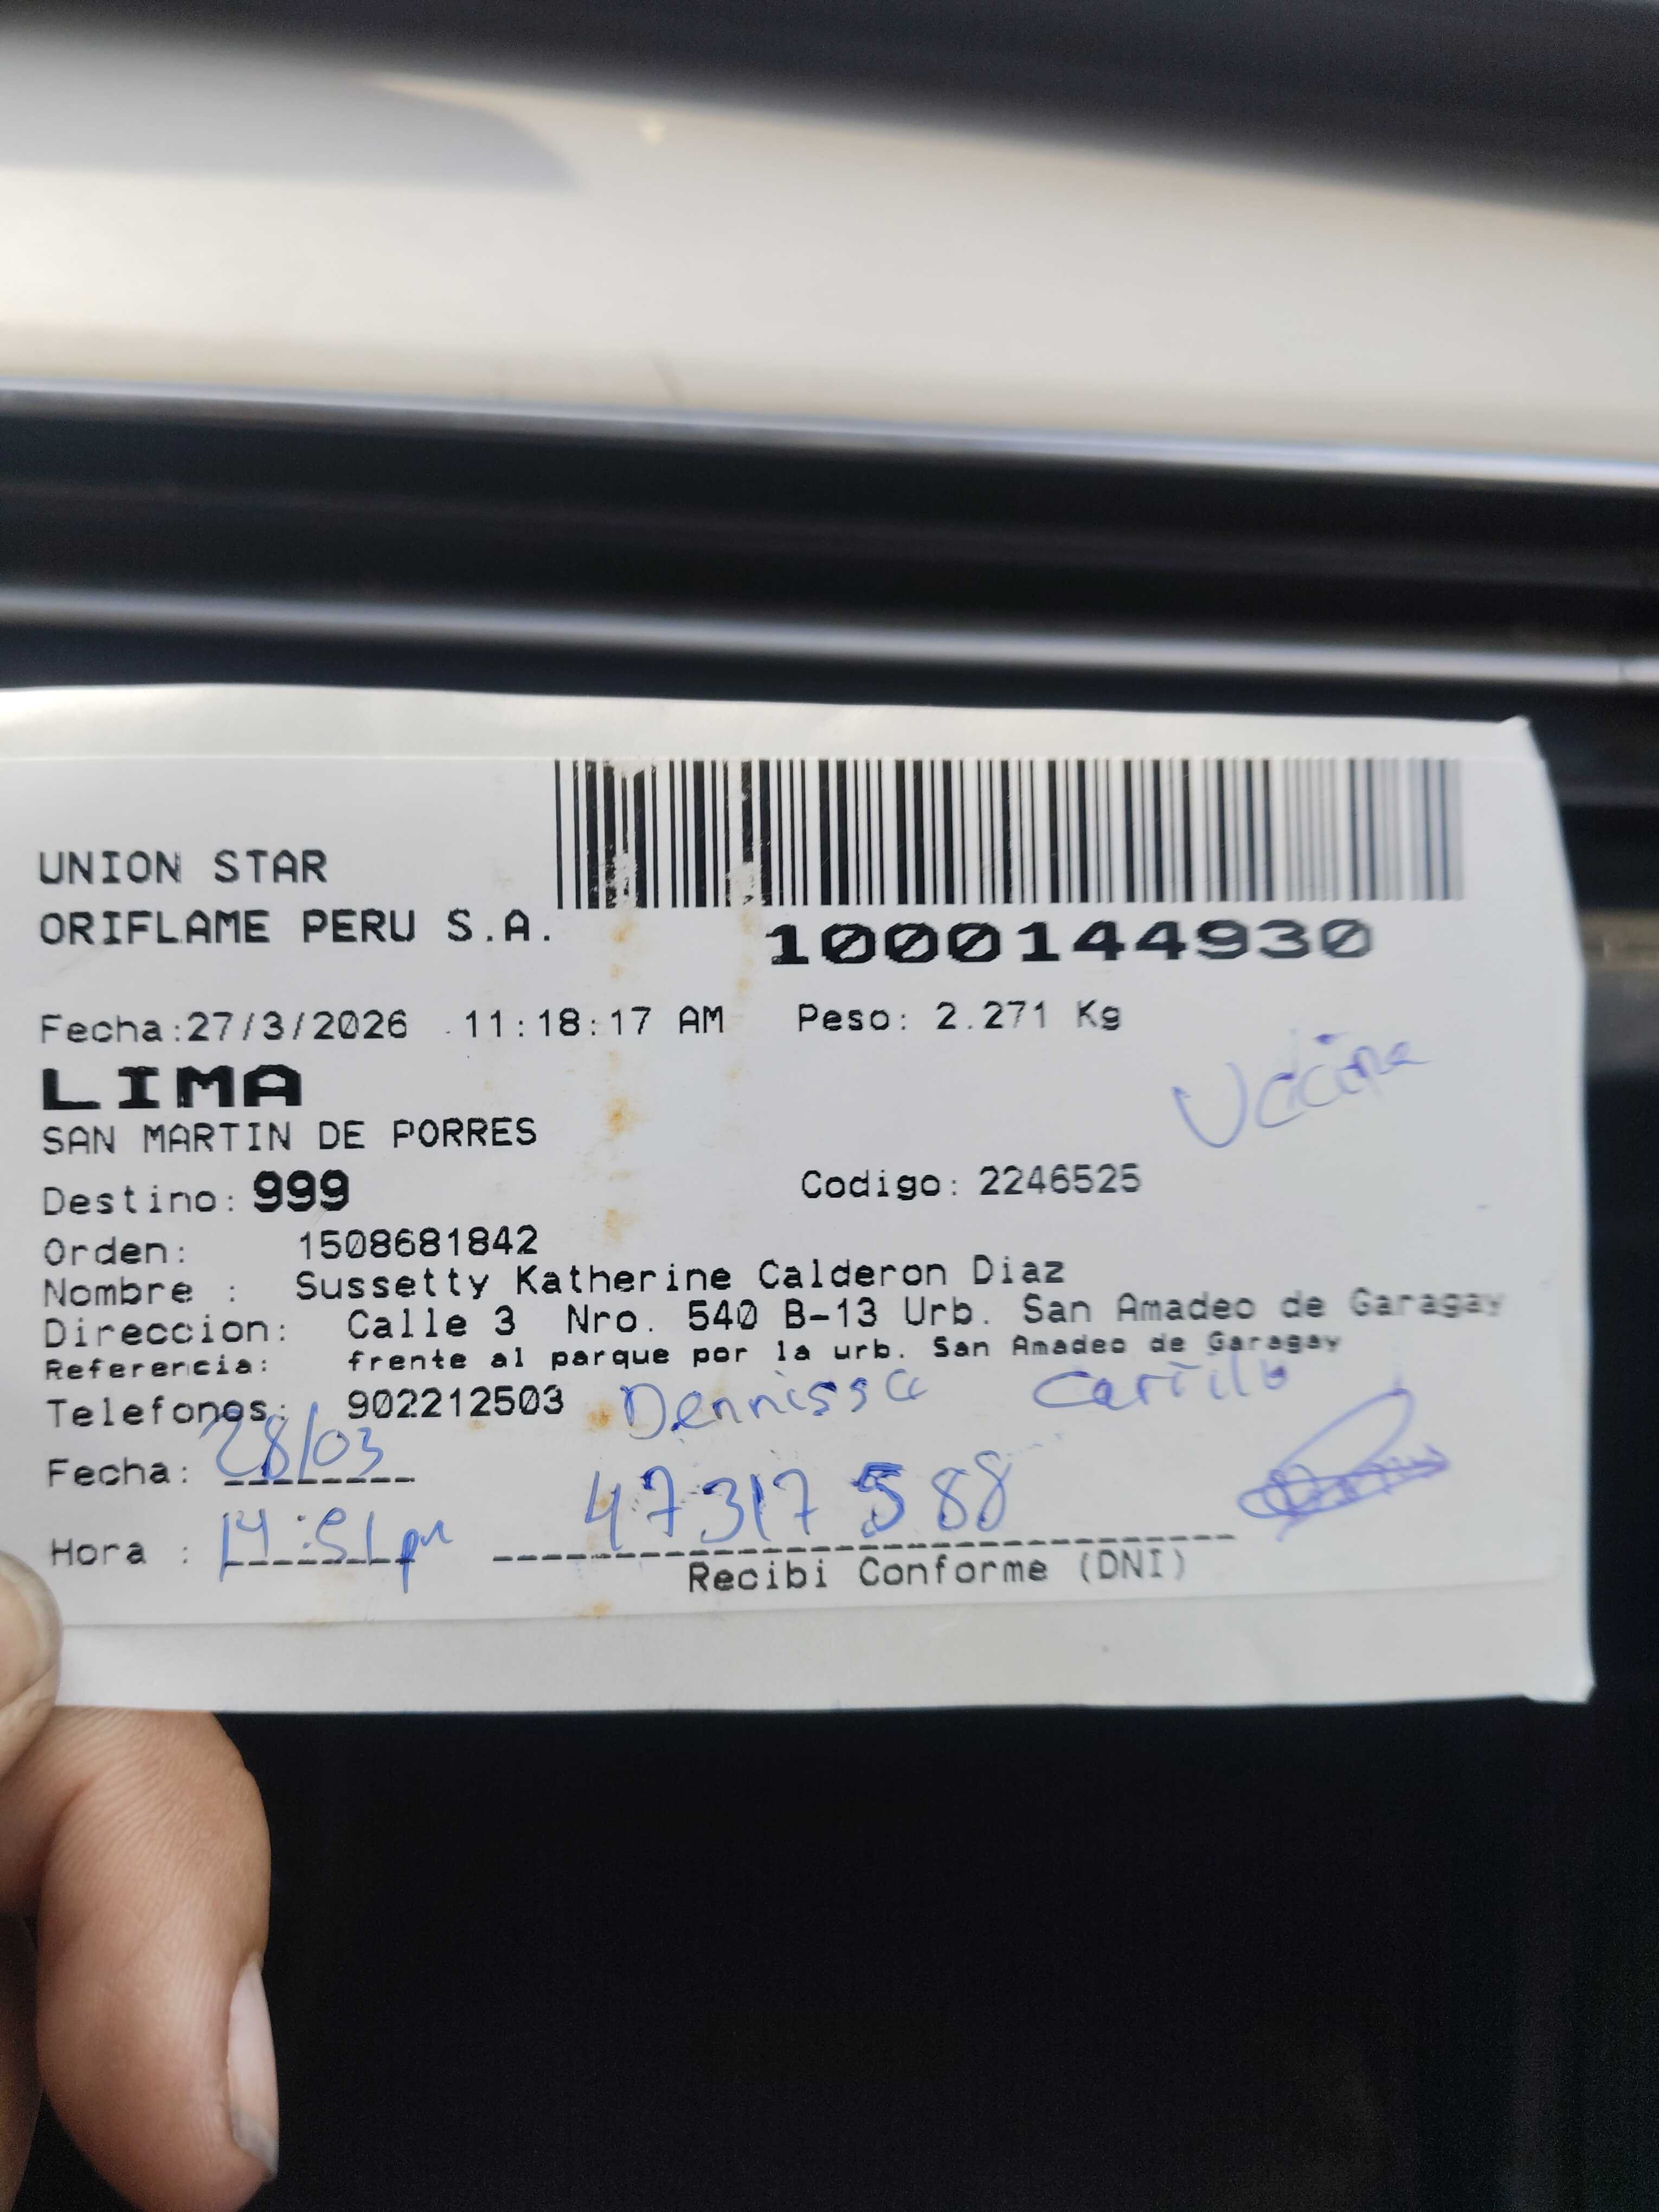 UNION STAR
ORIFLAME PERU S.A.
1000144930
Fecha:27/3/2026 11:18:17 AM Peso: 2.271 Kg
LIMA
Vecina
SAN MARTIN DE PORRES
Destino: 999 Codigo: 2246525
Orden: 1508681842
Nombre : Sussetty Katherine Calderon Diaz
Direccion: Calle 3 Nro. 540 B-13 Urb. San Amadeo de Garagay
Referencia: frente al parque por la urb. San Amadeo de Garagay
Telefonos: 902212503 Dennissa Carrillo
Fecha: 28/03
47317588
Hora : 14:51 pm
Recibi Conforme (DNI)